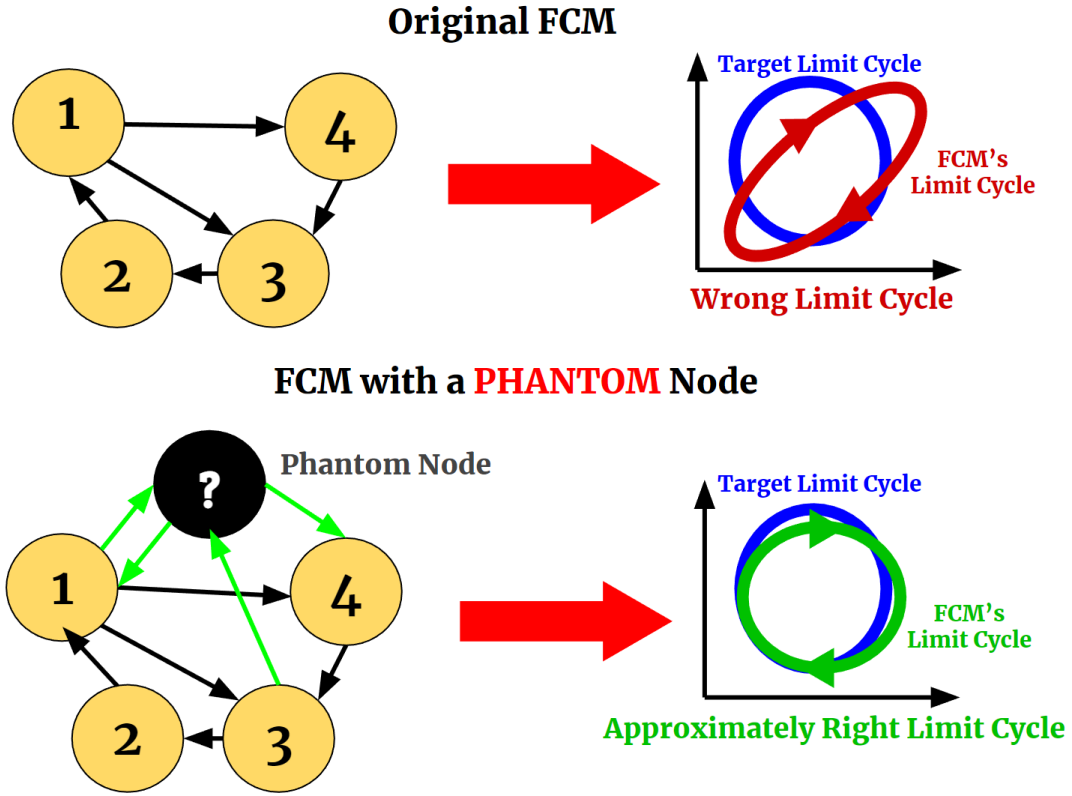 Original FCM
1
4
2
3
Target Limit Cycle
FCM's
Limit Cycle
Wrong Limit Cycle
FCM with a PHANTOM Node
?
Phantom Node
1
4
2
3
Target Limit Cycle
FCM's
Limit Cycle
Approximately Right Limit Cycle